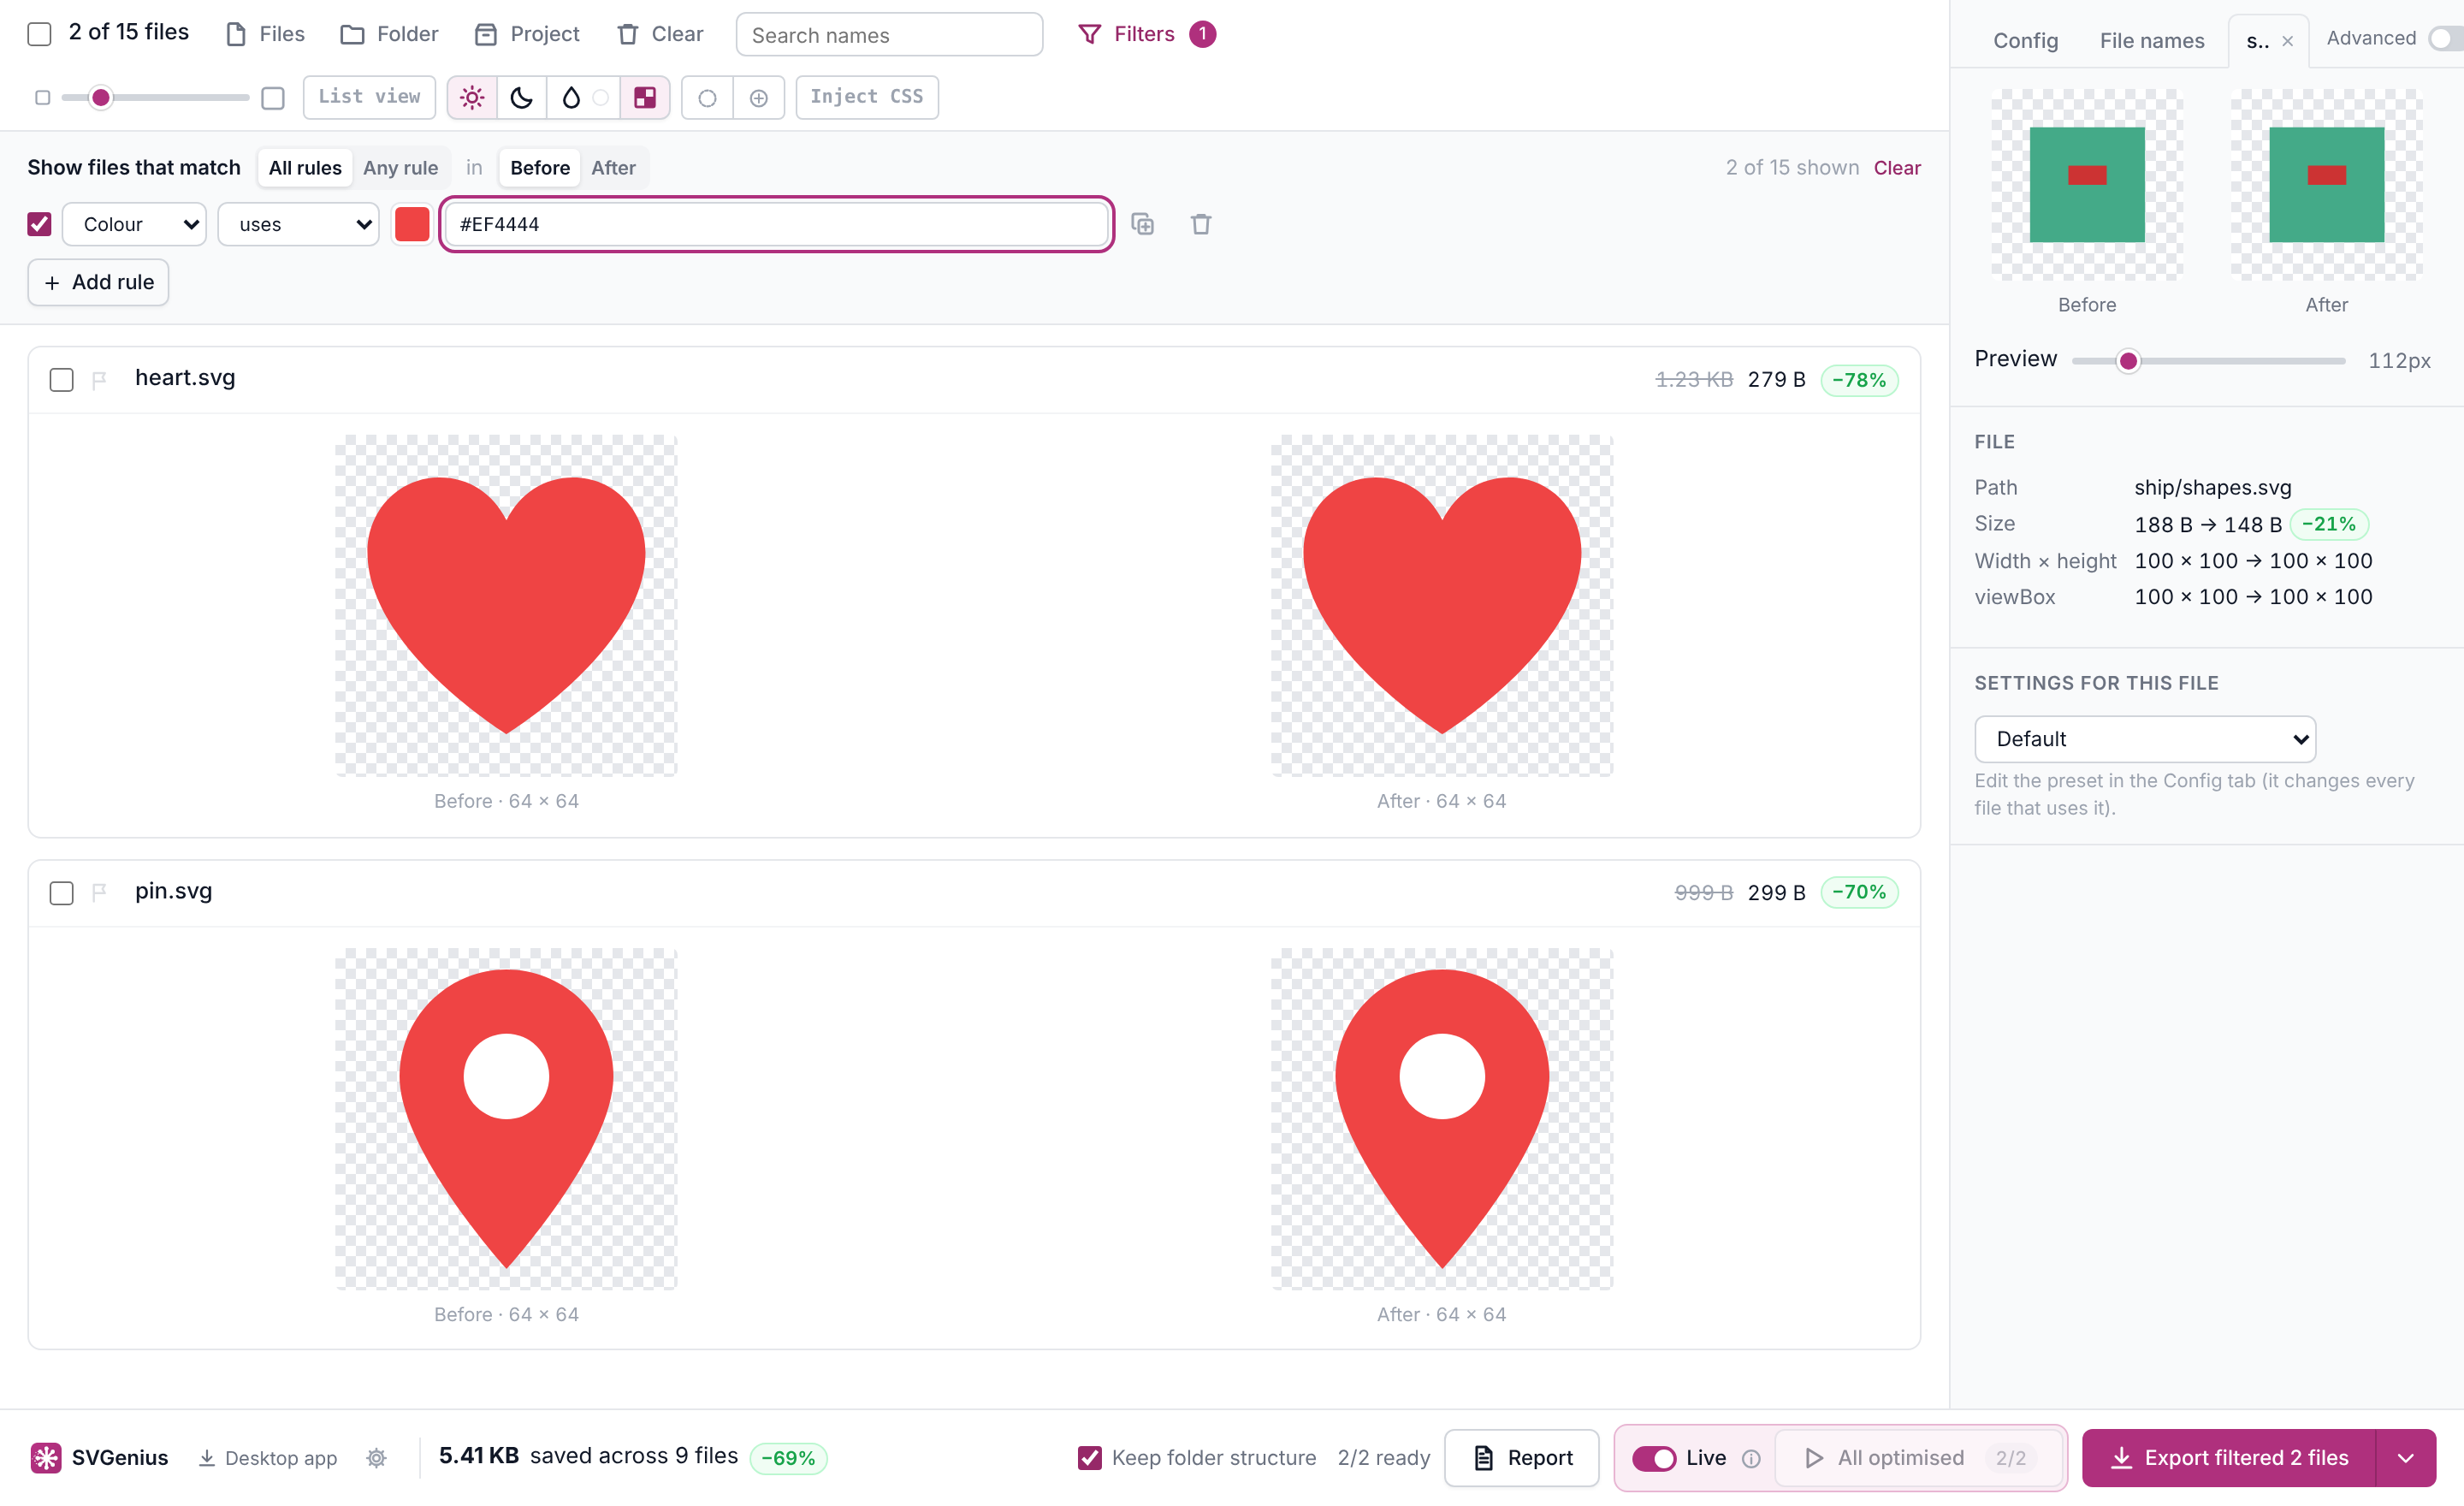 2 of 15 files Files Folder Project Clear Search names Filters 1
List view Inject CSS
Show files that match All rules Any rule in Before After 2 of 15 shown Clear
Colour uses #EF4444
+ Add rule
heart.svg 1.23 KB 279 B −78%
Before · 64 × 64 After · 64 × 64
pin.svg 999 B 299 B −70%
Before · 64 × 64 After · 64 × 64
Config File names s.. × Advanced
Before After
Preview 112px
FILE
Path ship/shapes.svg
Size 188 B → 148 B −21%
Width × height 100 × 100 → 100 × 100
viewBox 100 × 100 → 100 × 100
SETTINGS FOR THIS FILE
Default
Edit the preset in the Config tab (it changes every
file that uses it).
SVGenius Desktop app 5.41 KB saved across 9 files −69% Keep folder structure 2/2 ready Report Live All optimised 2/2 Export filtered 2 files